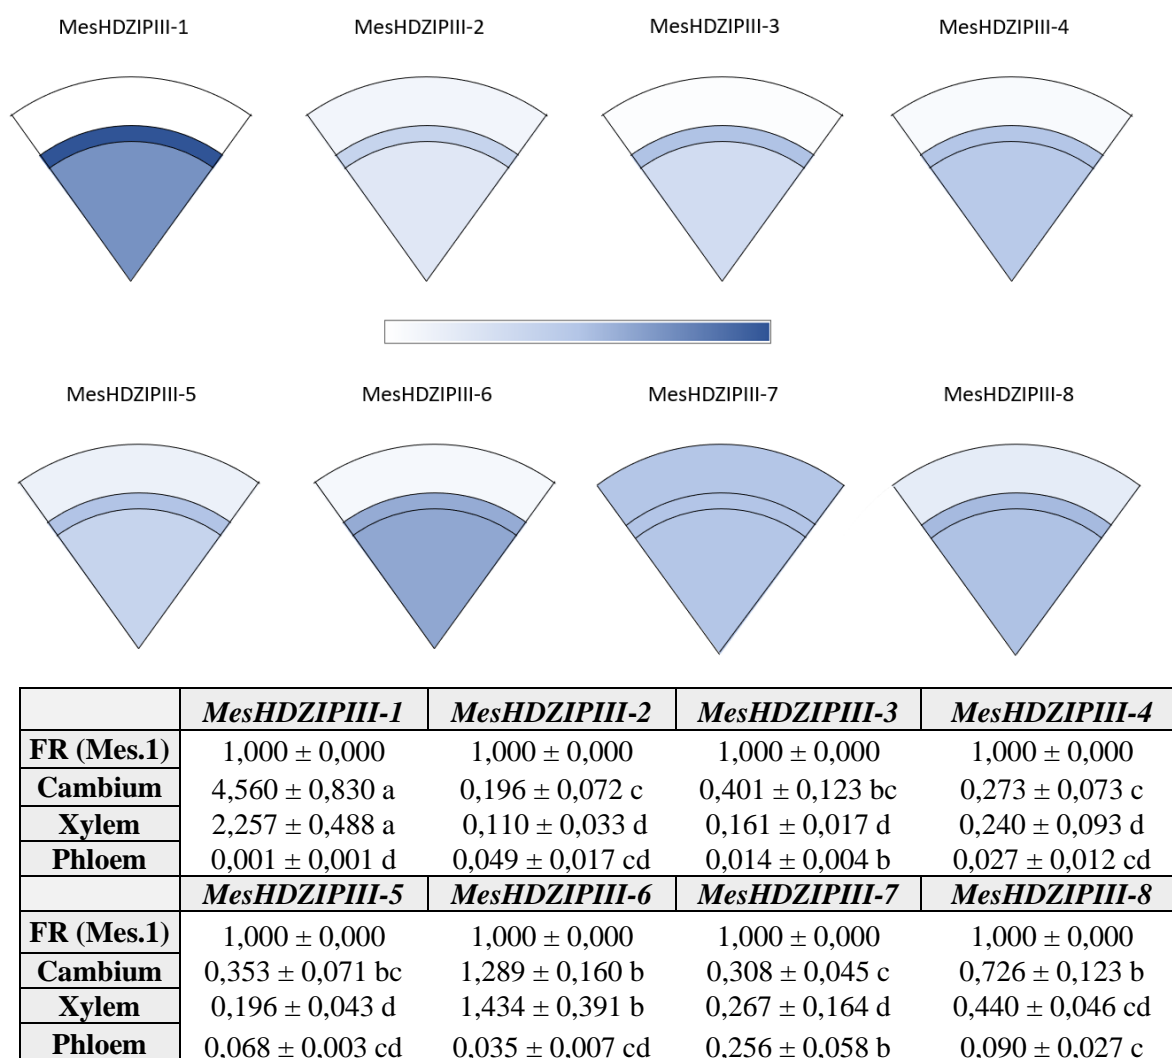 MesHDZIPIII-1 MesHDZIPIII-2 MesHDZIPIII-3 MesHDZIPIII-4
MesHDZIPIII-5 MesHDZIPIII-6 MesHDZIPIII-7 MesHDZIPIII-8
MesHDZIPIII-1 MesHDZIPIII-2 MesHDZIPIII-3 MesHDZIPIII-4
FR (Mes.1) 1,000 ± 0,000 1,000 ± 0,000 1,000 ± 0,000 1,000 ± 0,000
Cambium 4,560 ± 0,830 a 0,196 ± 0,072 c 0,401 ± 0,123 bc 0,273 ± 0,073 c
Xylem 2,257 ± 0,488 a 0,110 ± 0,033 d 0,161 ± 0,017 d 0,240 ± 0,093 d
Phloem 0,001 ± 0,001 d 0,049 ± 0,017 cd 0,014 ± 0,004 b 0,027 ± 0,012 cd
MesHDZIPIII-5 MesHDZIPIII-6 MesHDZIPIII-7 MesHDZIPIII-8
FR (Mes.1) 1,000 ± 0,000 1,000 ± 0,000 1,000 ± 0,000 1,000 ± 0,000
Cambium 0,353 ± 0,071 bc 1,289 ± 0,160 b 0,308 ± 0,045 c 0,726 ± 0,123 b
Xylem 0,196 ± 0,043 d 1,434 ± 0,391 b 0,267 ± 0,164 d 0,440 ± 0,046 cd
Phloem 0,068 ± 0,003 cd 0,035 ± 0,007 cd 0,256 ± 0,058 b 0,090 ± 0,027 c